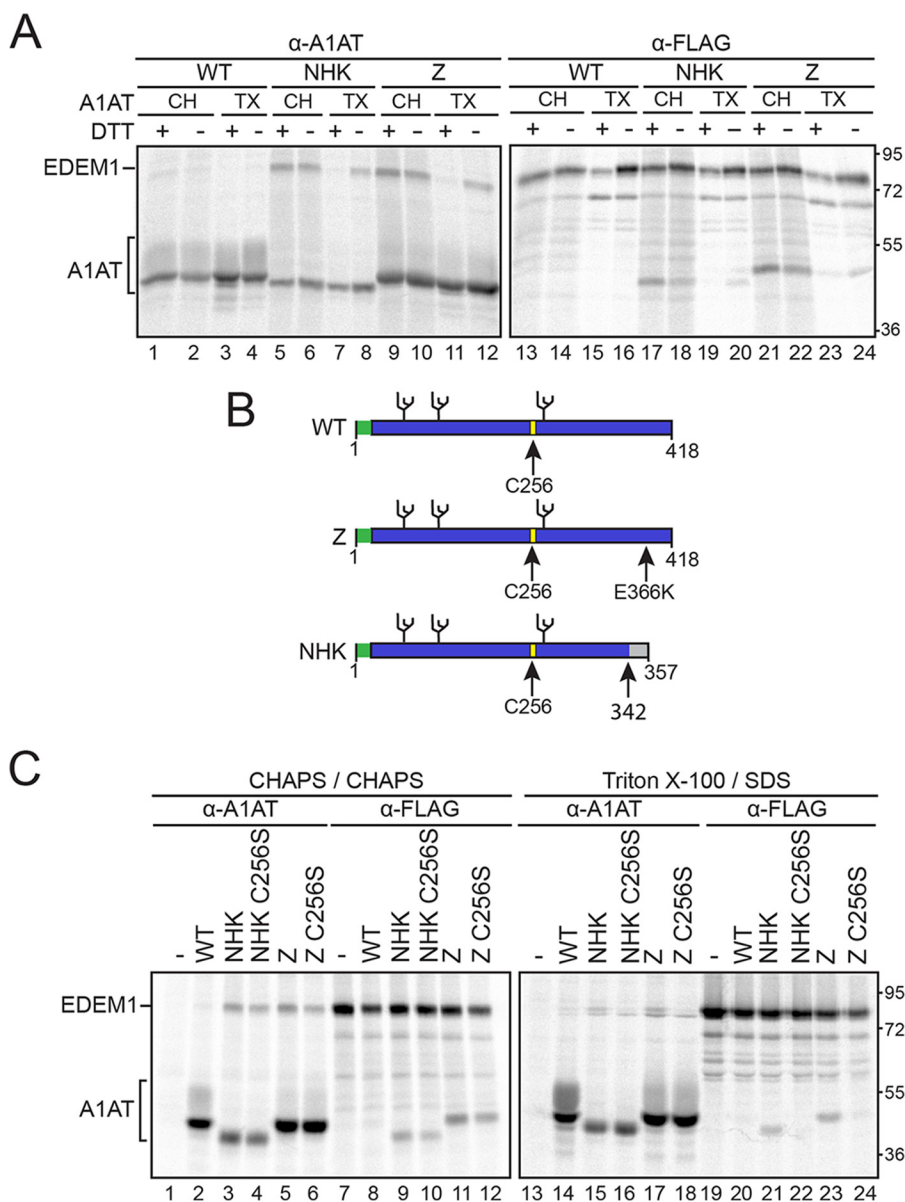 A
α-A1AT α-FLAG
WT NHK Z WT NHK Z
A1AT CH TX CH TX CH TX CH TX CH TX CH TX
DTT + - + - + - + - + - + - + - + - + - + - + - + -
EDEM1
A1AT
95
72
55
36
1 2 3 4 5 6 7 8 9 10 11 12 13 14 15 16 17 18 19 20 21 22 23 24
B
WT
1 418
C256
Z
1 418
C256 E366K
NHK
1 357
C256 342
C
CHAPS / CHAPS Triton X-100 / SDS
α-A1AT α-FLAG α-A1AT α-FLAG
- WT NHK NHK C256S Z Z C256S - WT NHK NHK C256S Z Z C256S - WT NHK NHK C256S Z Z C256S - WT NHK NHK C256S Z Z C256S
EDEM1
A1AT
95
72
55
36
1 2 3 4 5 6 7 8 9 10 11 12 13 14 15 16 17 18 19 20 21 22 23 24